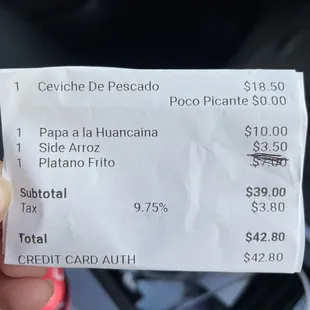 1 Ceviche De Pescado $18.50
Poco Picante $0.00
1 Papa a la Huancaina $10.00
1 Side Arroz $3.50
1 Platano Frito $7.00
Subtotal $39.00
Tax 9.75% $3.80
Total $42.80
CREDIT CARD AUTH $42.80